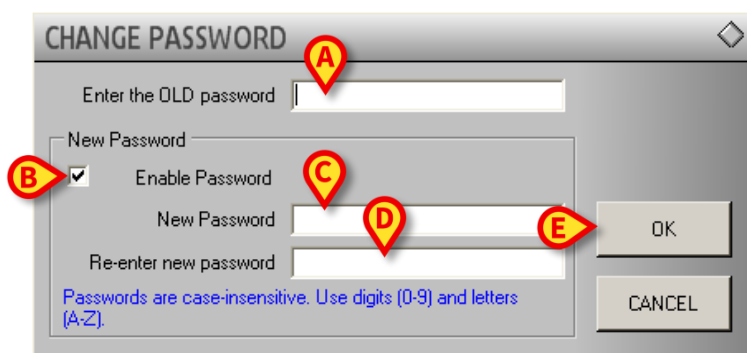 CHANGE PASSWORD
A
Enter the OLD password
New Password
B
Enable Password
C
New Password
D
E
OK
Re-enter new password
Passwords are case-insensitive. Use digits (0-9) and letters
(A-Z).
CANCEL